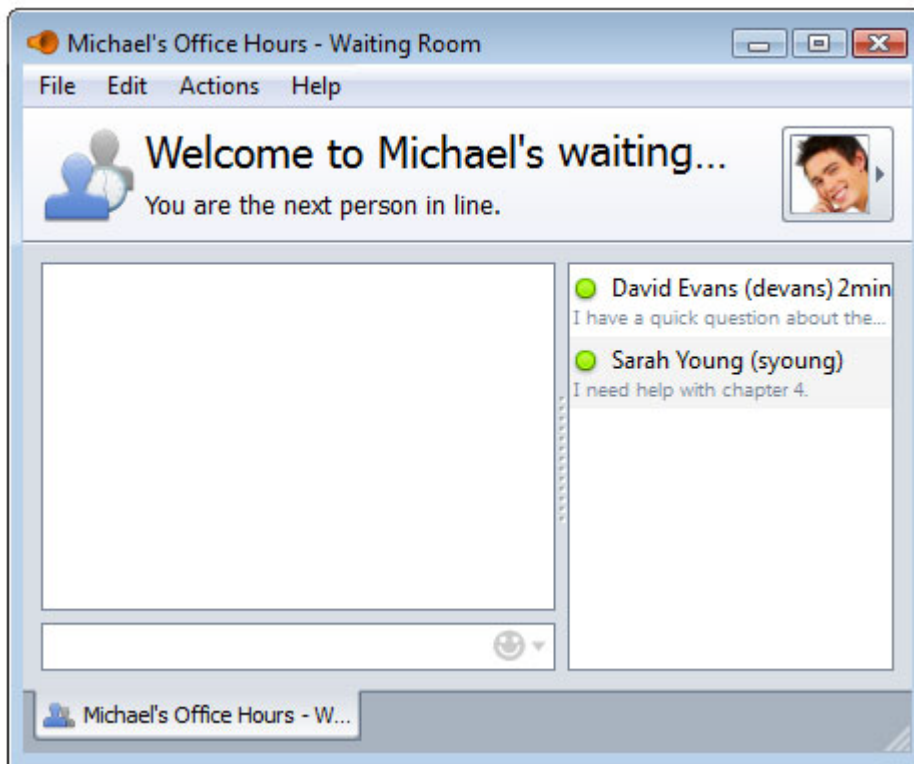 Michael's Office Hours - Waiting Room
File Edit Actions Help
Welcome to Michael's waiting...
You are the next person in line.
David Evans (devans) 2min
I have a quick question about the...
Sarah Young (syoung)
I need help with chapter 4.
Michael's Office Hours - W...